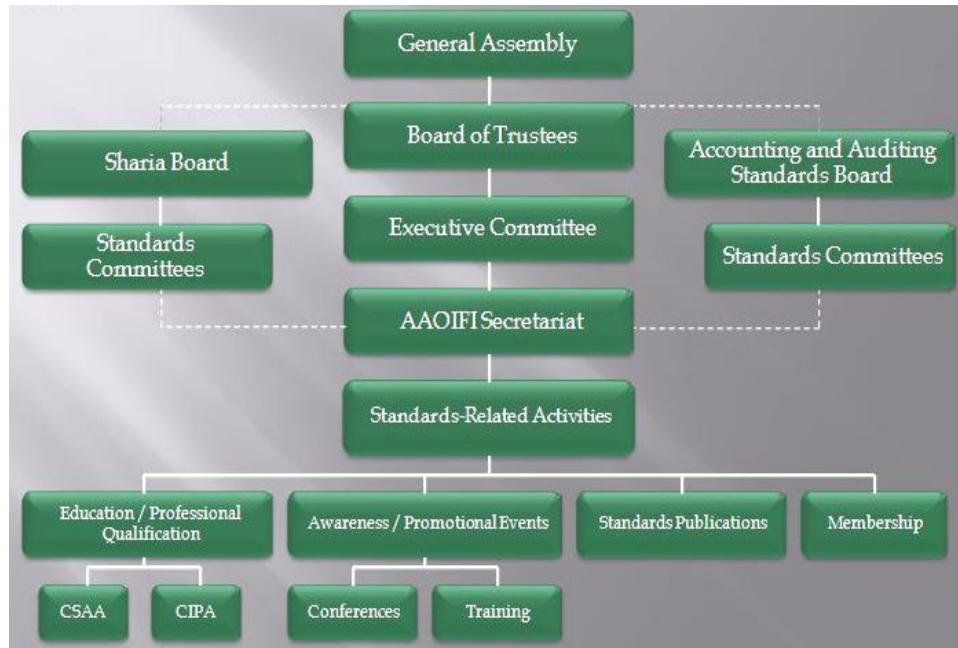 General Assembly
Board of Trustees
Sharia Board
Accounting and Auditing
Standards Board
Executive Committee
Standards
Committees
Standards Committees
AAOIFI Secretariat
Standards-Related Activities
Education / Professional
Qualification
Awareness / Promotional Events
Standards Publications
Membership
CSAA
CIPA
Conferences
Training